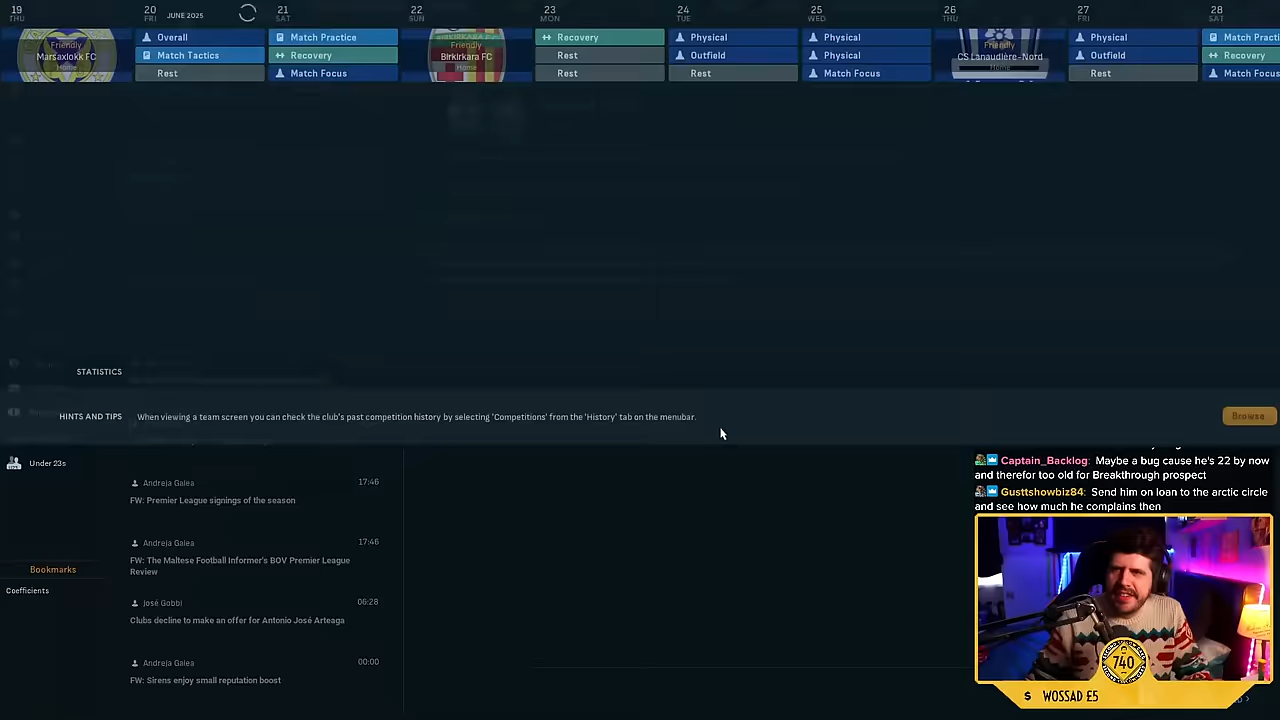 19 THU
20 FRI
JUNE 2025
21 SAT
22 SUN
23 MON
24 TUE
25 WED
26 THU
27 FRI
28 SAT
Friendly
Marsaxlokk FC
Home
Overall
Match Tactics
Rest
Match Practice
Recovery
Match Focus
Friendly
Birkirkara FC
Home
Recovery
Rest
Rest
Physical
Outfield
Rest
Physical
Physical
Match Focus
Friendly
CS Lanaudière-Nord
Home
Physical
Outfield
Rest
Match Practi
Recovery
Match Focus
STATISTICS
HINTS AND TIPS
When viewing a team screen you can check the club's past competition history by selecting 'Competitions' from the 'History' tab on the menubar.
Browse
Under 23s
Bookmarks
Coefficients
Andreja Galea
17:46
FW: Premier League signings of the season
Andreja Galea
17:46
FW: The Maltese Football Informer's BOV Premier League
Review
José Gobbi
06:28
Clubs decline to make an offer for Antonio José Arteaga
Andreja Galea
00:00
FW: Sirens enjoy small reputation boost
Captain_Backlog: Maybe a bug cause he's 22 by now
and therefor too old for Breakthrough prospect
Gusttshowbiz84: Send him on loan to the arctic circle
and see how much he complains then
740
$ WOSSAD £5